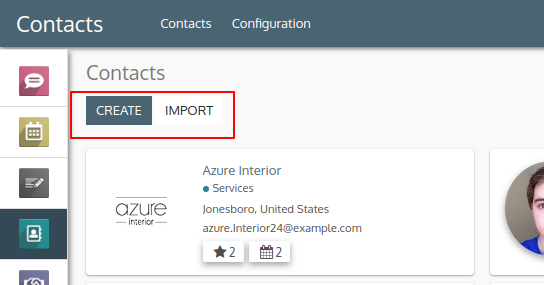 Contacts Contacts Configuration
Contacts
CREATE IMPORT
Azure Interior
Services
azure
interior
Jonesboro, United States
azure.Interior24@example.com
2 2